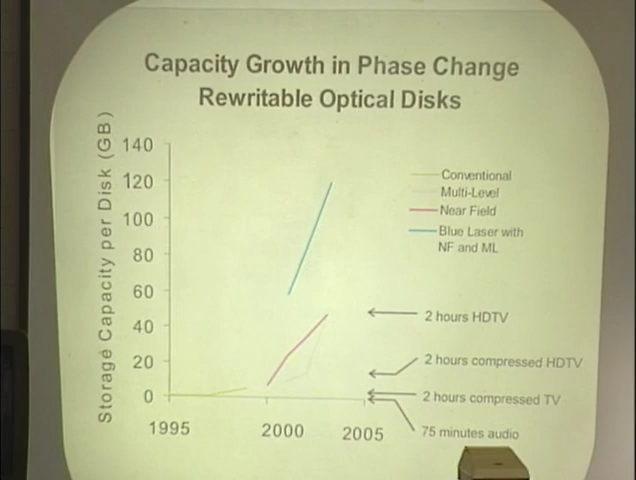 Capacity Growth in Phase Change
Rewritable Optical Disks
Storage Capacity per Disk (GB)
140
120
100
80
60
40
20
0
1995
2000
2005
Conventional
Multi-Level
Near Field
Blue Laser with
NF and ML
2 hours HDTV
2 hours compressed HDTV
2 hours compressed TV
75 minutes audio